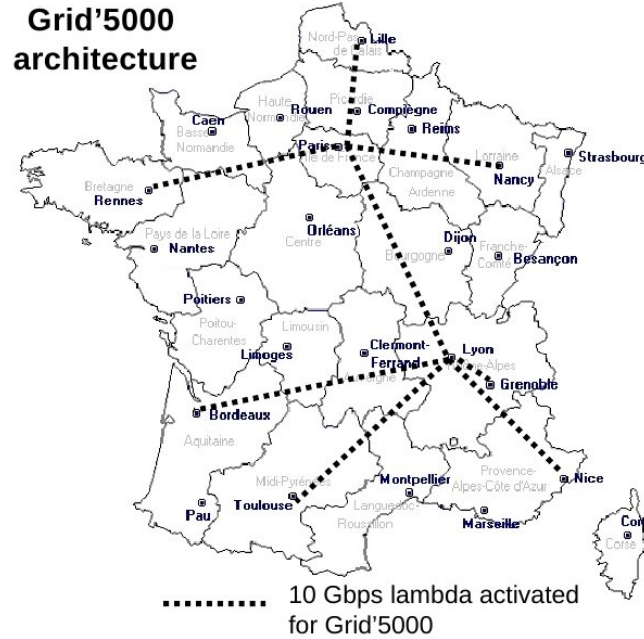 Grid'5000
architecture
Nord-Pas
de Calais
Lille
Haute
Normandie
Rouen
Picardie
Compiègne
Caen
Basse
Normandie
Reims
Paris
Ile de France
Lorraine
Nancy
Strasbourg
Alsace
Champagne
Ardenne
Bretagne
Rennes
Pays de la Loire
Nantes
Orléans
Centre
Dijon
Bourgogne
Franche-
Comté
Besançon
Poitiers
Poitou-
Charentes
Limousin
Limoges
Clermont-
Ferrand
Lyon
Grenoble
Bordeaux
Aquitaine
Midi-Pyrénées
Toulouse
Pau
Montpellier
Languedoc-
Roussillon
Provence-
Alpes-Côte d'Azur
Nice
Marseille
Corse
10 Gbps lambda activated
for Grid'5000